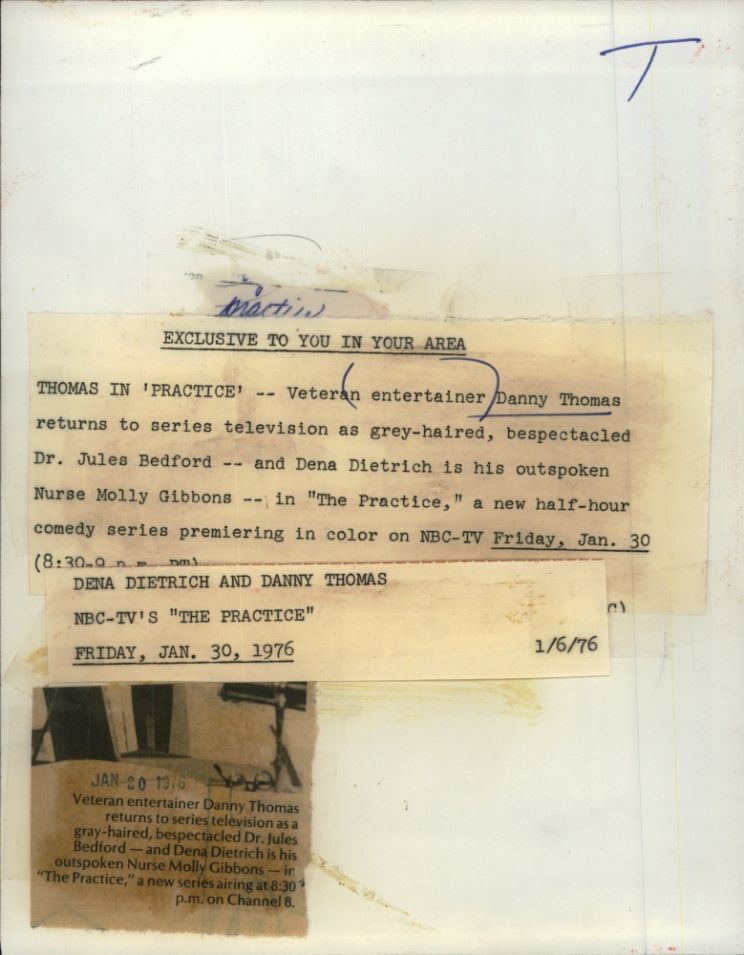 T
Practice
EXCLUSIVE TO YOU IN YOUR AREA
THOMAS IN 'PRACTICE' -- Veteran entertainer Danny Thomas
returns to series television as grey-haired, bespectacled
Dr. Jules Bedford -- and Dena Dietrich is his outspoken
Nurse Molly Gibbons -- in "The Practice," a new half-hour
comedy series premiering in color on NBC-TV Friday, Jan. 30
(8:30-9 p.m.
DENA DIETRICH AND DANNY THOMAS
NBC-TV'S "THE PRACTICE"
FRIDAY, JAN. 30, 1976 1/6/76
JAN 1976
Veteran entertainer Danny Thomas
returns to series television as a
gray-haired, bespectacled Dr. Jules
Bedford — and Dena Dietrich is his
outspoken Nurse Molly Gibbons — in
"The Practice," a new series airing at 8:30
p.m. on Channel 8.